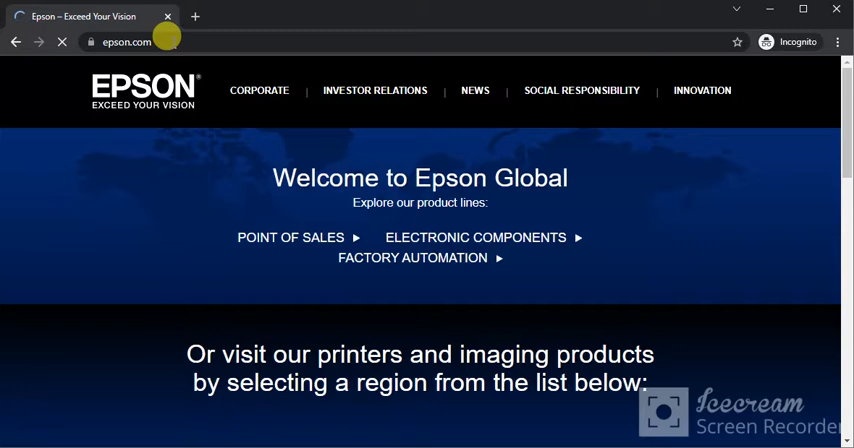 Epson – Exceed Your Vision
epson.com
Incognito
EPSON®
EXCEED YOUR VISION
CORPORATE | INVESTOR RELATIONS | NEWS | SOCIAL RESPONSIBILITY | INNOVATION
Welcome to Epson Global
Explore our product lines:
POINT OF SALES ELECTRONIC COMPONENTS
FACTORY AUTOMATION
Or visit our printers and imaging products
by selecting a region from the list below:
Icecream
Screen Recorder